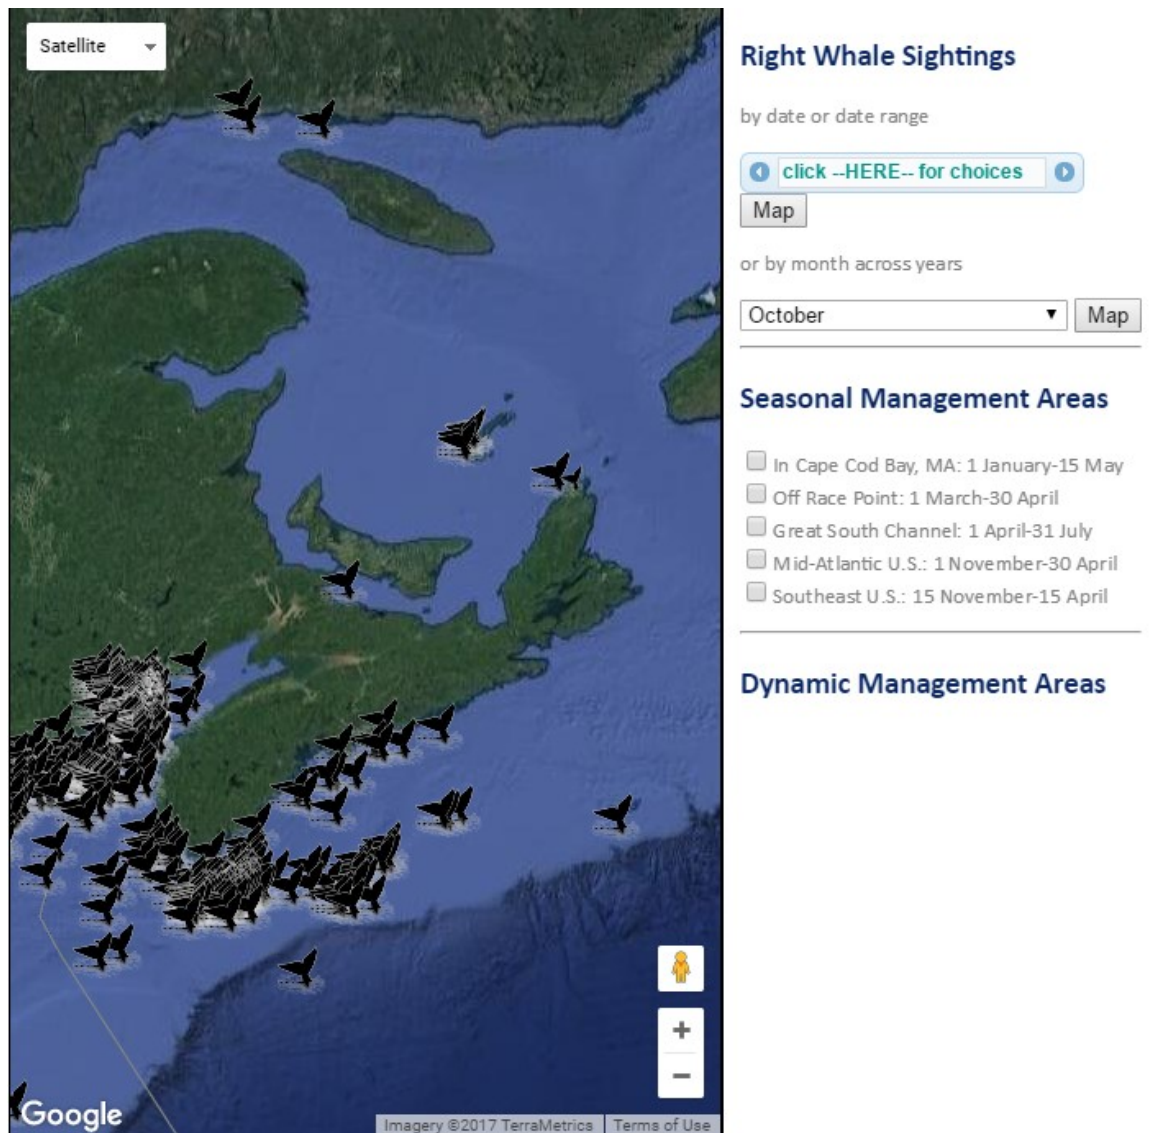 Satellite
Google
Imagery ©2017 TerraMetrics
Terms of Use
Right Whale Sightings
by date or date range
click --HERE-- for choices
Map
or by month across years
October
Map
Seasonal Management Areas
In Cape Cod Bay, MA: 1 January-15 May
Off Race Point: 1 March-30 April
Great South Channel: 1 April-31 July
Mid-Atlantic U.S.: 1 November-30 April
Southeast U.S.: 15 November-15 April
Dynamic Management Areas